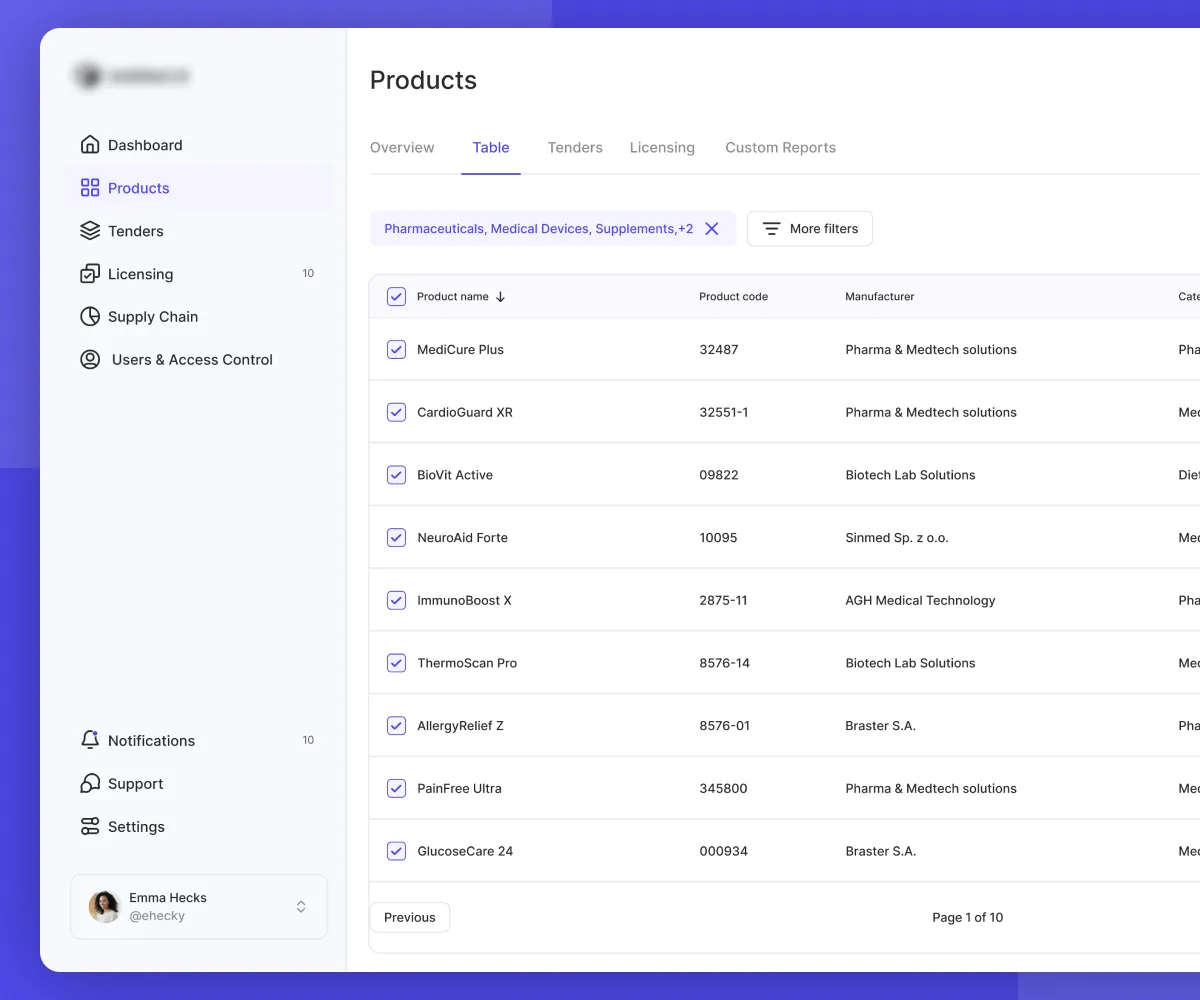 Dashboard
Products
Tenders
Licensing 10
Supply Chain
Users & Access Control
Notifications 10
Support
Settings
Emma Hecks
@ehecky
Products
Overview Table Tenders Licensing Custom Reports
Pharmaceuticals, Medical Devices, Supplements,+2 More filters
Product name Product code Manufacturer Cate
MediCure Plus 32487 Pharma & Medtech solutions Pha
CardioGuard XR 32551-1 Pharma & Medtech solutions Med
BioVit Active 09822 Biotech Lab Solutions Diet
NeuroAid Forte 10095 Sinmed Sp. z o.o. Med
ImmunoBoost X 2875-11 AGH Medical Technology Pha
ThermoScan Pro 8576-14 Biotech Lab Solutions Med
AllergyRelief Z 8576-01 Braster S.A. Pha
PainFree Ultra 345800 Pharma & Medtech solutions Med
GlucoseCare 24 000934 Braster S.A. Med
Previous Page 1 of 10